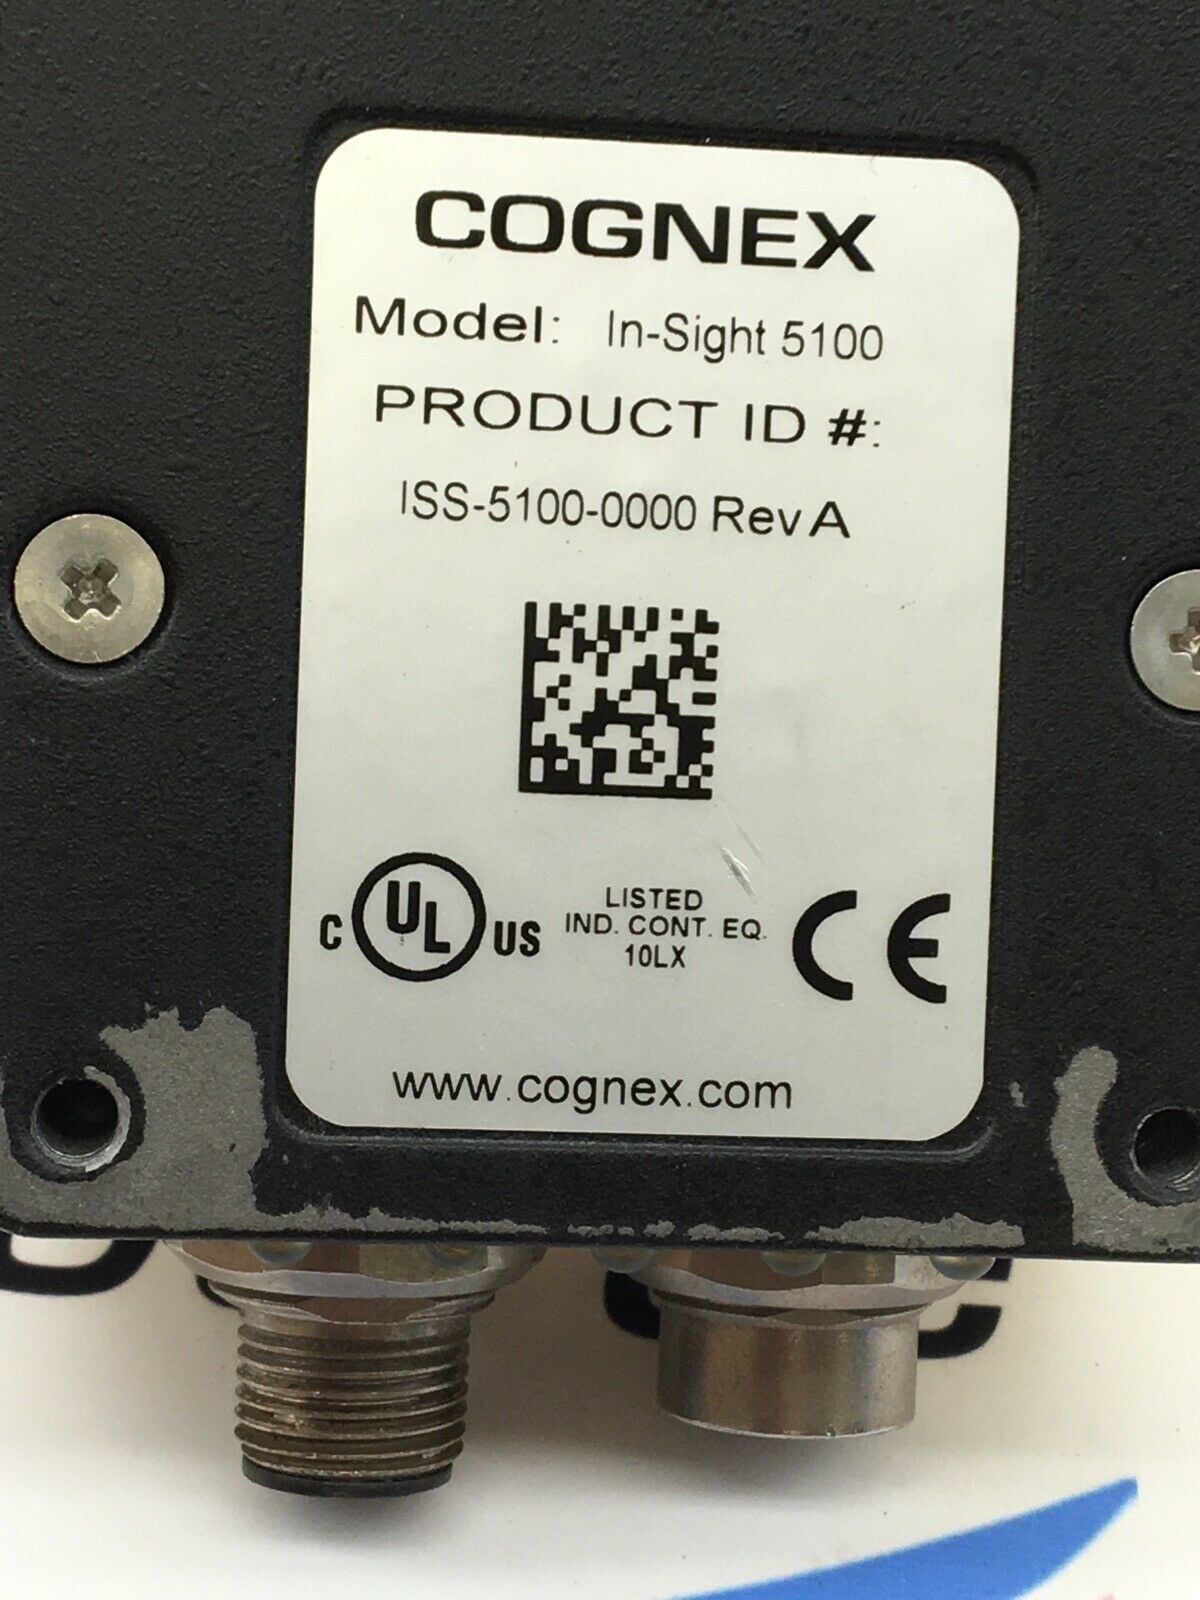 COGNEX
Model: In-Sight 5100
PRODUCT ID #:
ISS-5100-0000 Rev A
C UL US
LISTED
IND. CONT. EQ.
10LX
CE
www.cognex.com